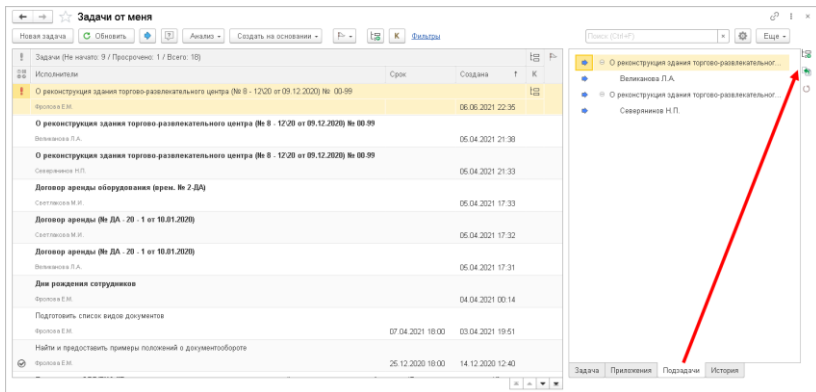 Задачи от меня
Новая задача Обновить Анализ Создать на основании К Фильтры Поиск (Ctrl+F) × Еще
Задачи (Не начато: 9 / Просрочено: 1 / Всего: 18)
Исполнители Срок Создана ↑ К
О реконструкция здания торгово-развлекательного центра (№ 8 - 12\20 от 09.12.2020) № 00-99
Фролова Е.М. 06.06.2021 22:35
О реконструкция здания торгово-развлекательного центра (№ 8 - 12\20 от 09.12.2020) № 00-99
Великанова Л.А. 05.04.2021 21:38
О реконструкция здания торгово-развлекательного центра (№ 8 - 12\20 от 09.12.2020) № 00-99
Северянинов Н.П. 05.04.2021 21:33
Договор аренды оборудования (врем. № 2-ДА)
Светлакова М.И. 05.04.2021 17:33
Договор аренды (№ ДА - 20 - 1 от 10.01.2020)
Светлакова М.И. 05.04.2021 17:32
Договор аренды (№ ДА - 20 - 1 от 10.01.2020)
Великанова Л.А. 05.04.2021 17:31
Дни рождения сотрудников
Фролова Е.М. 04.04.2021 00:14
Подготовить список видов документов
Фролова Е.М. 07.04.2021 18:00 03.04.2021 19:51
Найти и предоставить примеры положений о документообороте
Фролова Е.М. 25.12.2020 18:00 14.12.2020 12:40
О реконструкция здания торгово-развлекательног...
Великанова Л.А.
О реконструкция здания торгово-развлекательног...
Северянинов Н.П.
Задача Приложения Подзадачи История